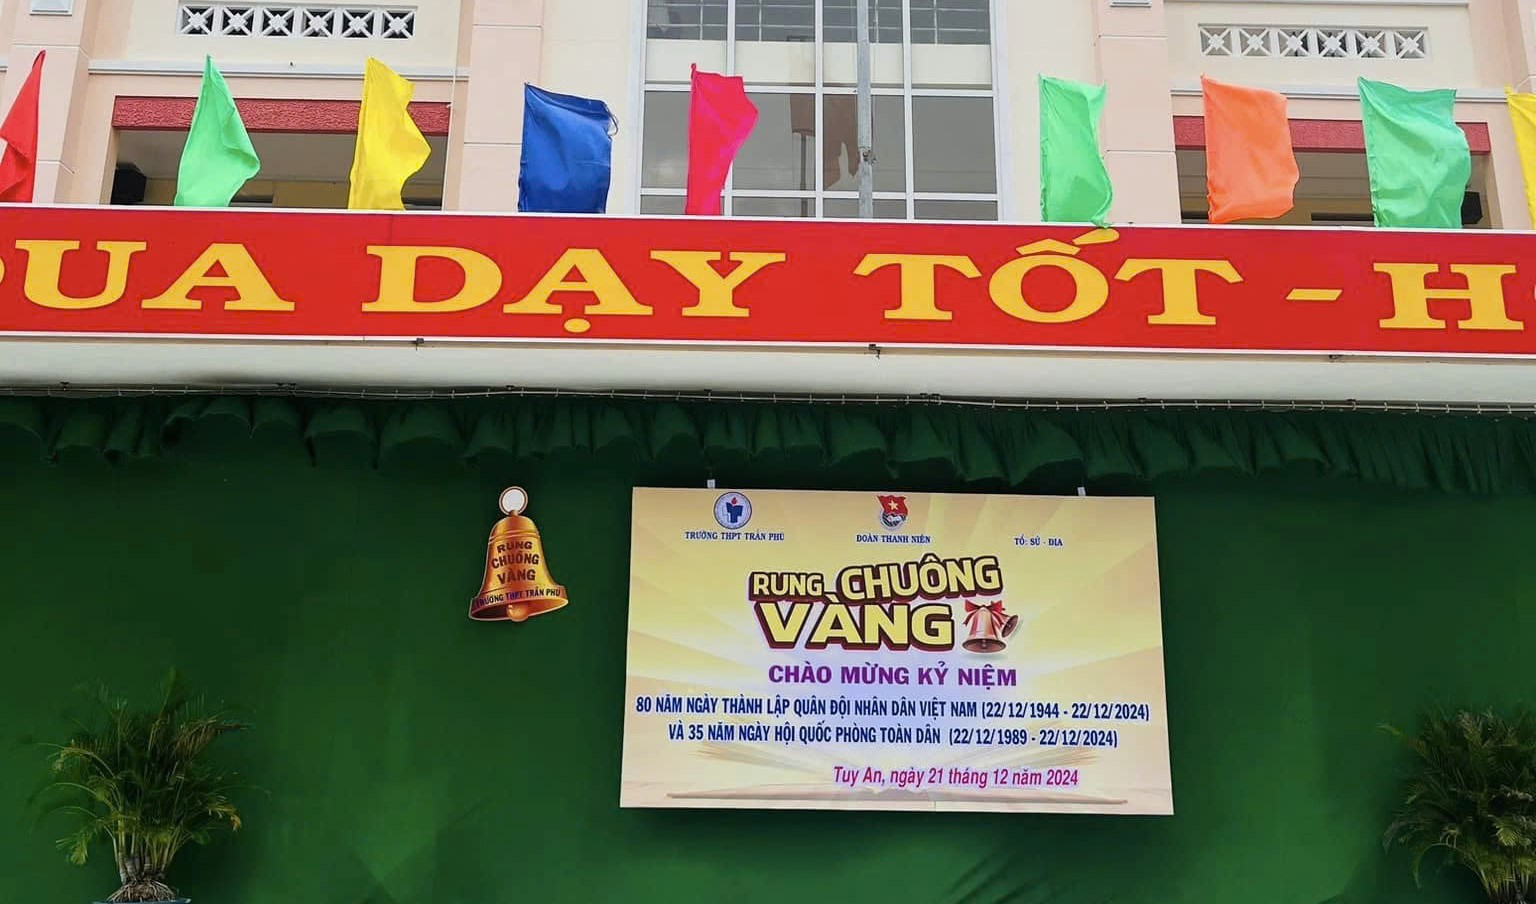 UA DẠY TỐT - H
RUNG
CHUÔNG
VÀNG
TRƯỜNG THPT TRẦN PHÚ
TRƯỜNG THPT TRẦN PHÚ
ĐOÀN THANH NIÊN
TỔ: SỬ - ĐỊA
RUNG CHUÔNG
VÀNG
CHÀO MỪNG KỶ NIỆM
80 NĂM NGÀY THÀNH LẬP QUÂN ĐỘI NHÂN DÂN VIỆT NAM (22/12/1944 - 22/12/2024)
VÀ 35 NĂM NGÀY HỘI QUỐC PHÒNG TOÀN DÂN (22/12/1989 - 22/12/2024)
Tuy An, ngày 21 tháng 12 năm 2024